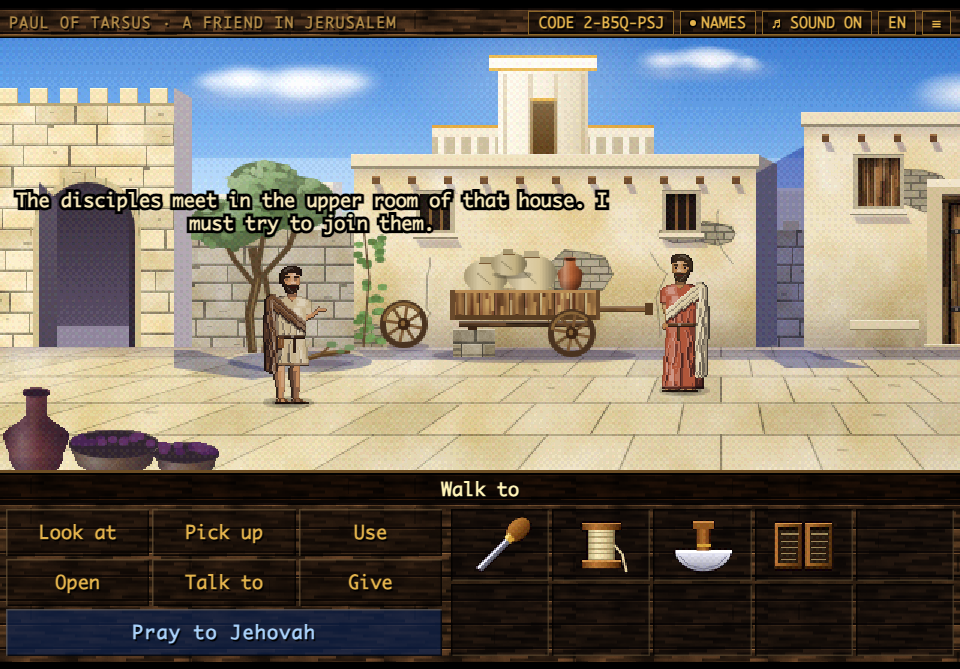 PAUL OF TARSUS · A FRIEND IN JERUSALEM
CODE 2-B5Q-PSJ
• NAMES
♬ SOUND ON
EN
≡
The disciples meet in the upper room of that house. I
must try to join them.
Walk to
Look at
Pick up
Use
Open
Talk to
Give
Pray to Jehovah